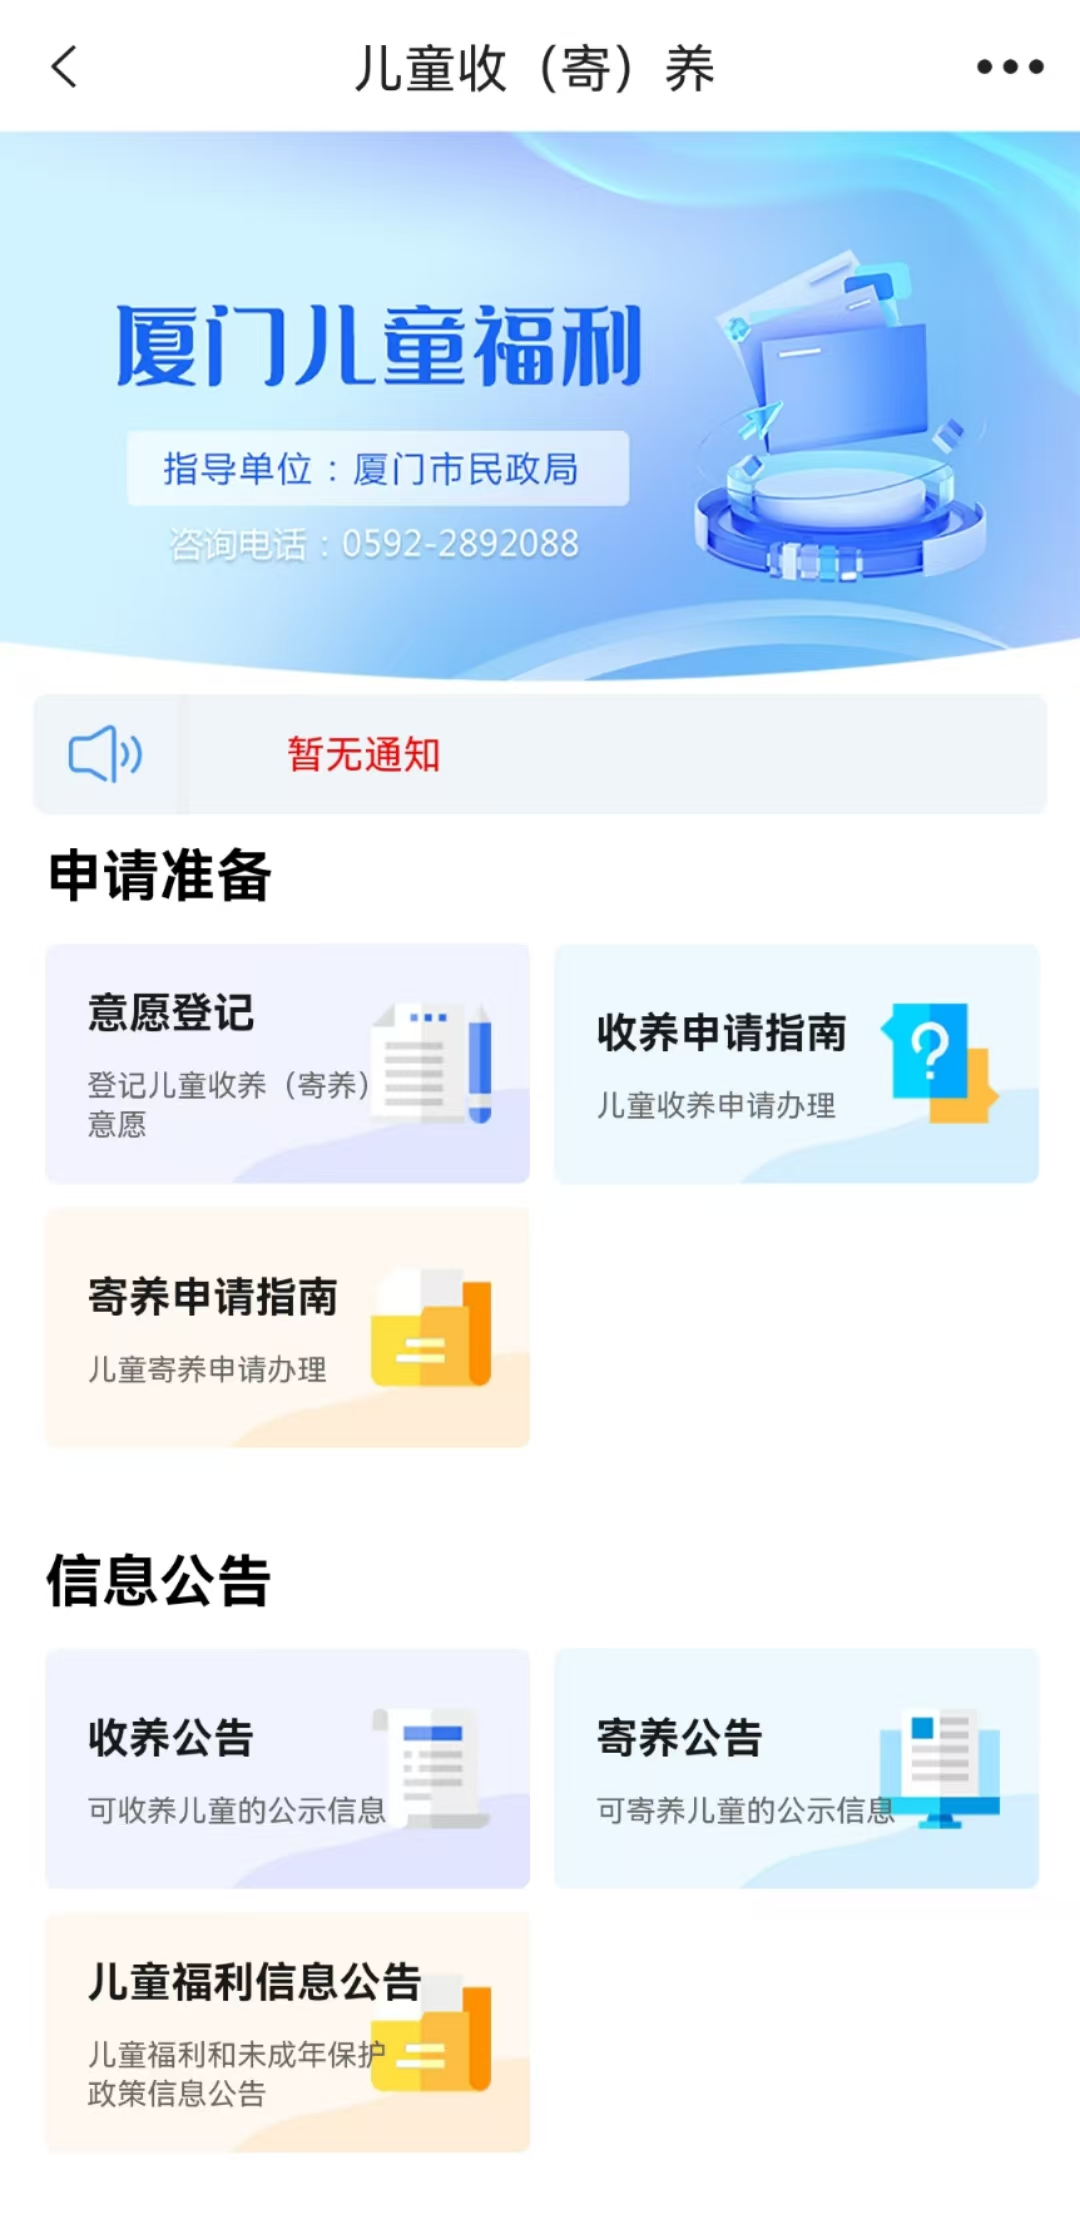 儿童收（寄）养
厦门儿童福利
指导单位：厦门市民政局
咨询电话：0592-2892088
暂无通知
申请准备
意愿登记
登记儿童收养（寄养）
意愿
收养申请指南
儿童收养申请办理
寄养申请指南
儿童寄养申请办理
信息公告
收养公告
可收养儿童的公示信息
寄养公告
可寄养儿童的公示信息
儿童福利信息公告
儿童福利和未成年保护
政策信息公告